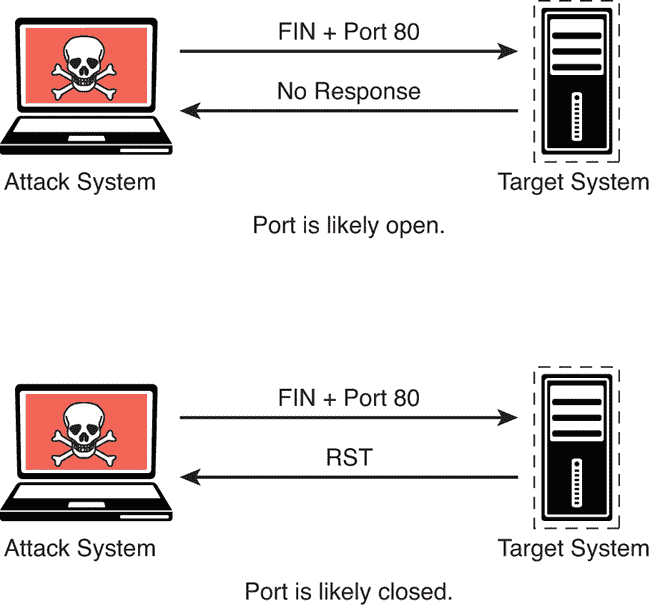 FIN + Port 80
No Response
Attack System
Target System
Port is likely open.
FIN + Port 80
RST
Attack System
Target System
Port is likely closed.